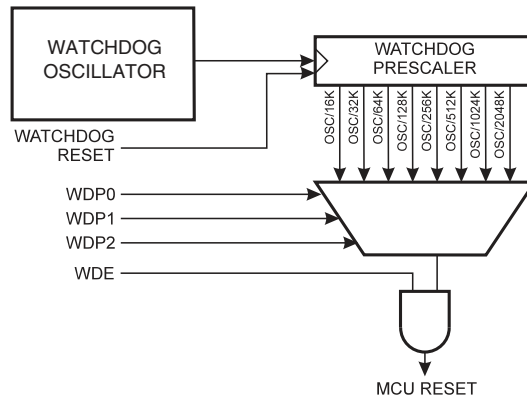 WATCHDOG
OSCILLATOR
WATCHDOG
PRESCALER
WATCHDOG
RESET
OSC/16K
OSC/32K
OSC/64K
OSC/128K
OSC/256K
OSC/512K
OSC/1024K
OSC/2048K
WDP0
WDP1
WDP2
WDE
MCU RESET